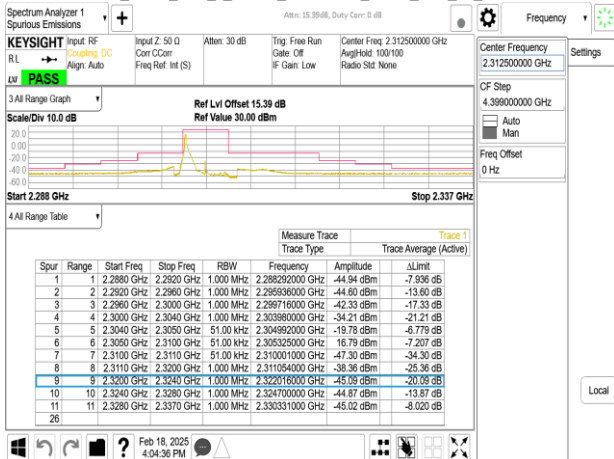 Spectrum Analyzer 1
Spurious Emissions
Attn: 15.39dB, Duty Corr: 0 dB
Frequency
KEYSIGHT
RL
LXI
PASS
Input: RF
Coupling: DC
Align: Auto
Input Z: 50 Ω
Corr CCorr
Freq Ref: Int (S)
Atten: 30 dB
Trig: Free Run
Gate: Off
IF Gain: Low
Center Freq: 2.312500000 GHz
Avg|Hold: 100/100
Radio Std: None
Center Frequency
2.312500000 GHz
Settings
CF Step
4.399000000 GHz
Auto
Man
Freq Offset
0 Hz
Local
3 All Range Graph
Scale/Div 10.0 dB
Ref Lvl Offset 15.39 dB
Ref Value 30.00 dBm
20.0
0.00
-20.0
-40.0
-60.0
Start 2.288 GHz
Stop 2.337 GHz
4 All Range Table
Measure Trace Trace 1
Trace Type Trace Average (Active)
Spur Range Start Freq Stop Freq RBW Frequency Amplitude ΔLimit
1 1 2.2880 GHz 2.2920 GHz 1.000 MHz 2.288292000 GHz -44.94 dBm -7.936 dB
2 2 2.2920 GHz 2.2960 GHz 1.000 MHz 2.295936000 GHz -44.60 dBm -13.60 dB
3 3 2.2960 GHz 2.3000 GHz 1.000 MHz 2.299716000 GHz -42.33 dBm -17.33 dB
4 4 2.3000 GHz 2.3040 GHz 1.000 MHz 2.303980000 GHz -34.21 dBm -21.21 dB
5 5 2.3040 GHz 2.3050 GHz 51.00 kHz 2.304992000 GHz -19.78 dBm -6.779 dB
6 6 2.3050 GHz 2.3100 GHz 51.00 kHz 2.305325000 GHz 16.79 dBm -7.207 dB
7 7 2.3100 GHz 2.3110 GHz 51.00 kHz 2.310001000 GHz -47.30 dBm -34.30 dB
8 8 2.3110 GHz 2.3200 GHz 1.000 MHz 2.311054000 GHz -38.36 dBm -25.36 dB
9 9 2.3200 GHz 2.3240 GHz 1.000 MHz 2.322016000 GHz -45.09 dBm -20.09 dB
10 10 2.3240 GHz 2.3280 GHz 1.000 MHz 2.324700000 GHz -44.87 dBm -13.87 dB
11 11 2.3280 GHz 2.3370 GHz 1.000 MHz 2.330331000 GHz -45.02 dBm -8.020 dB
26
?
Feb 18, 2025
4:04:36 PM